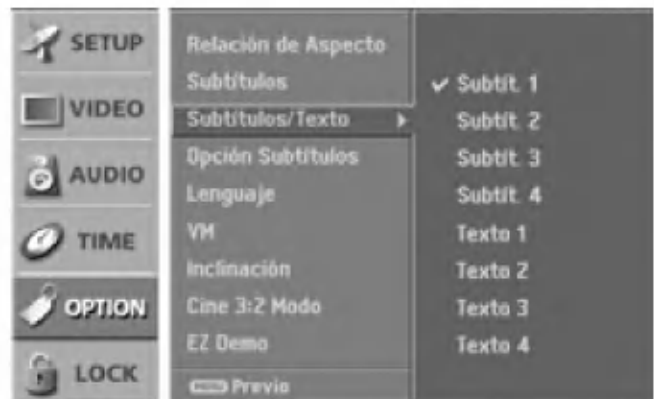 SETUP
VIDEO
AUDIO
TIME
OPTION
LOCK
Relación de Aspecto
Subtítulos
Subtítulos/Texto
Opción Subtítulos
Lenguaje
VM
Inclinación
Cine 3:2 Modo
EZ Demo
MENU Previo
Subtít. 1
Subtít. 2
Subtít. 3
Subtít. 4
Texto 1
Texto 2
Texto 3
Texto 4